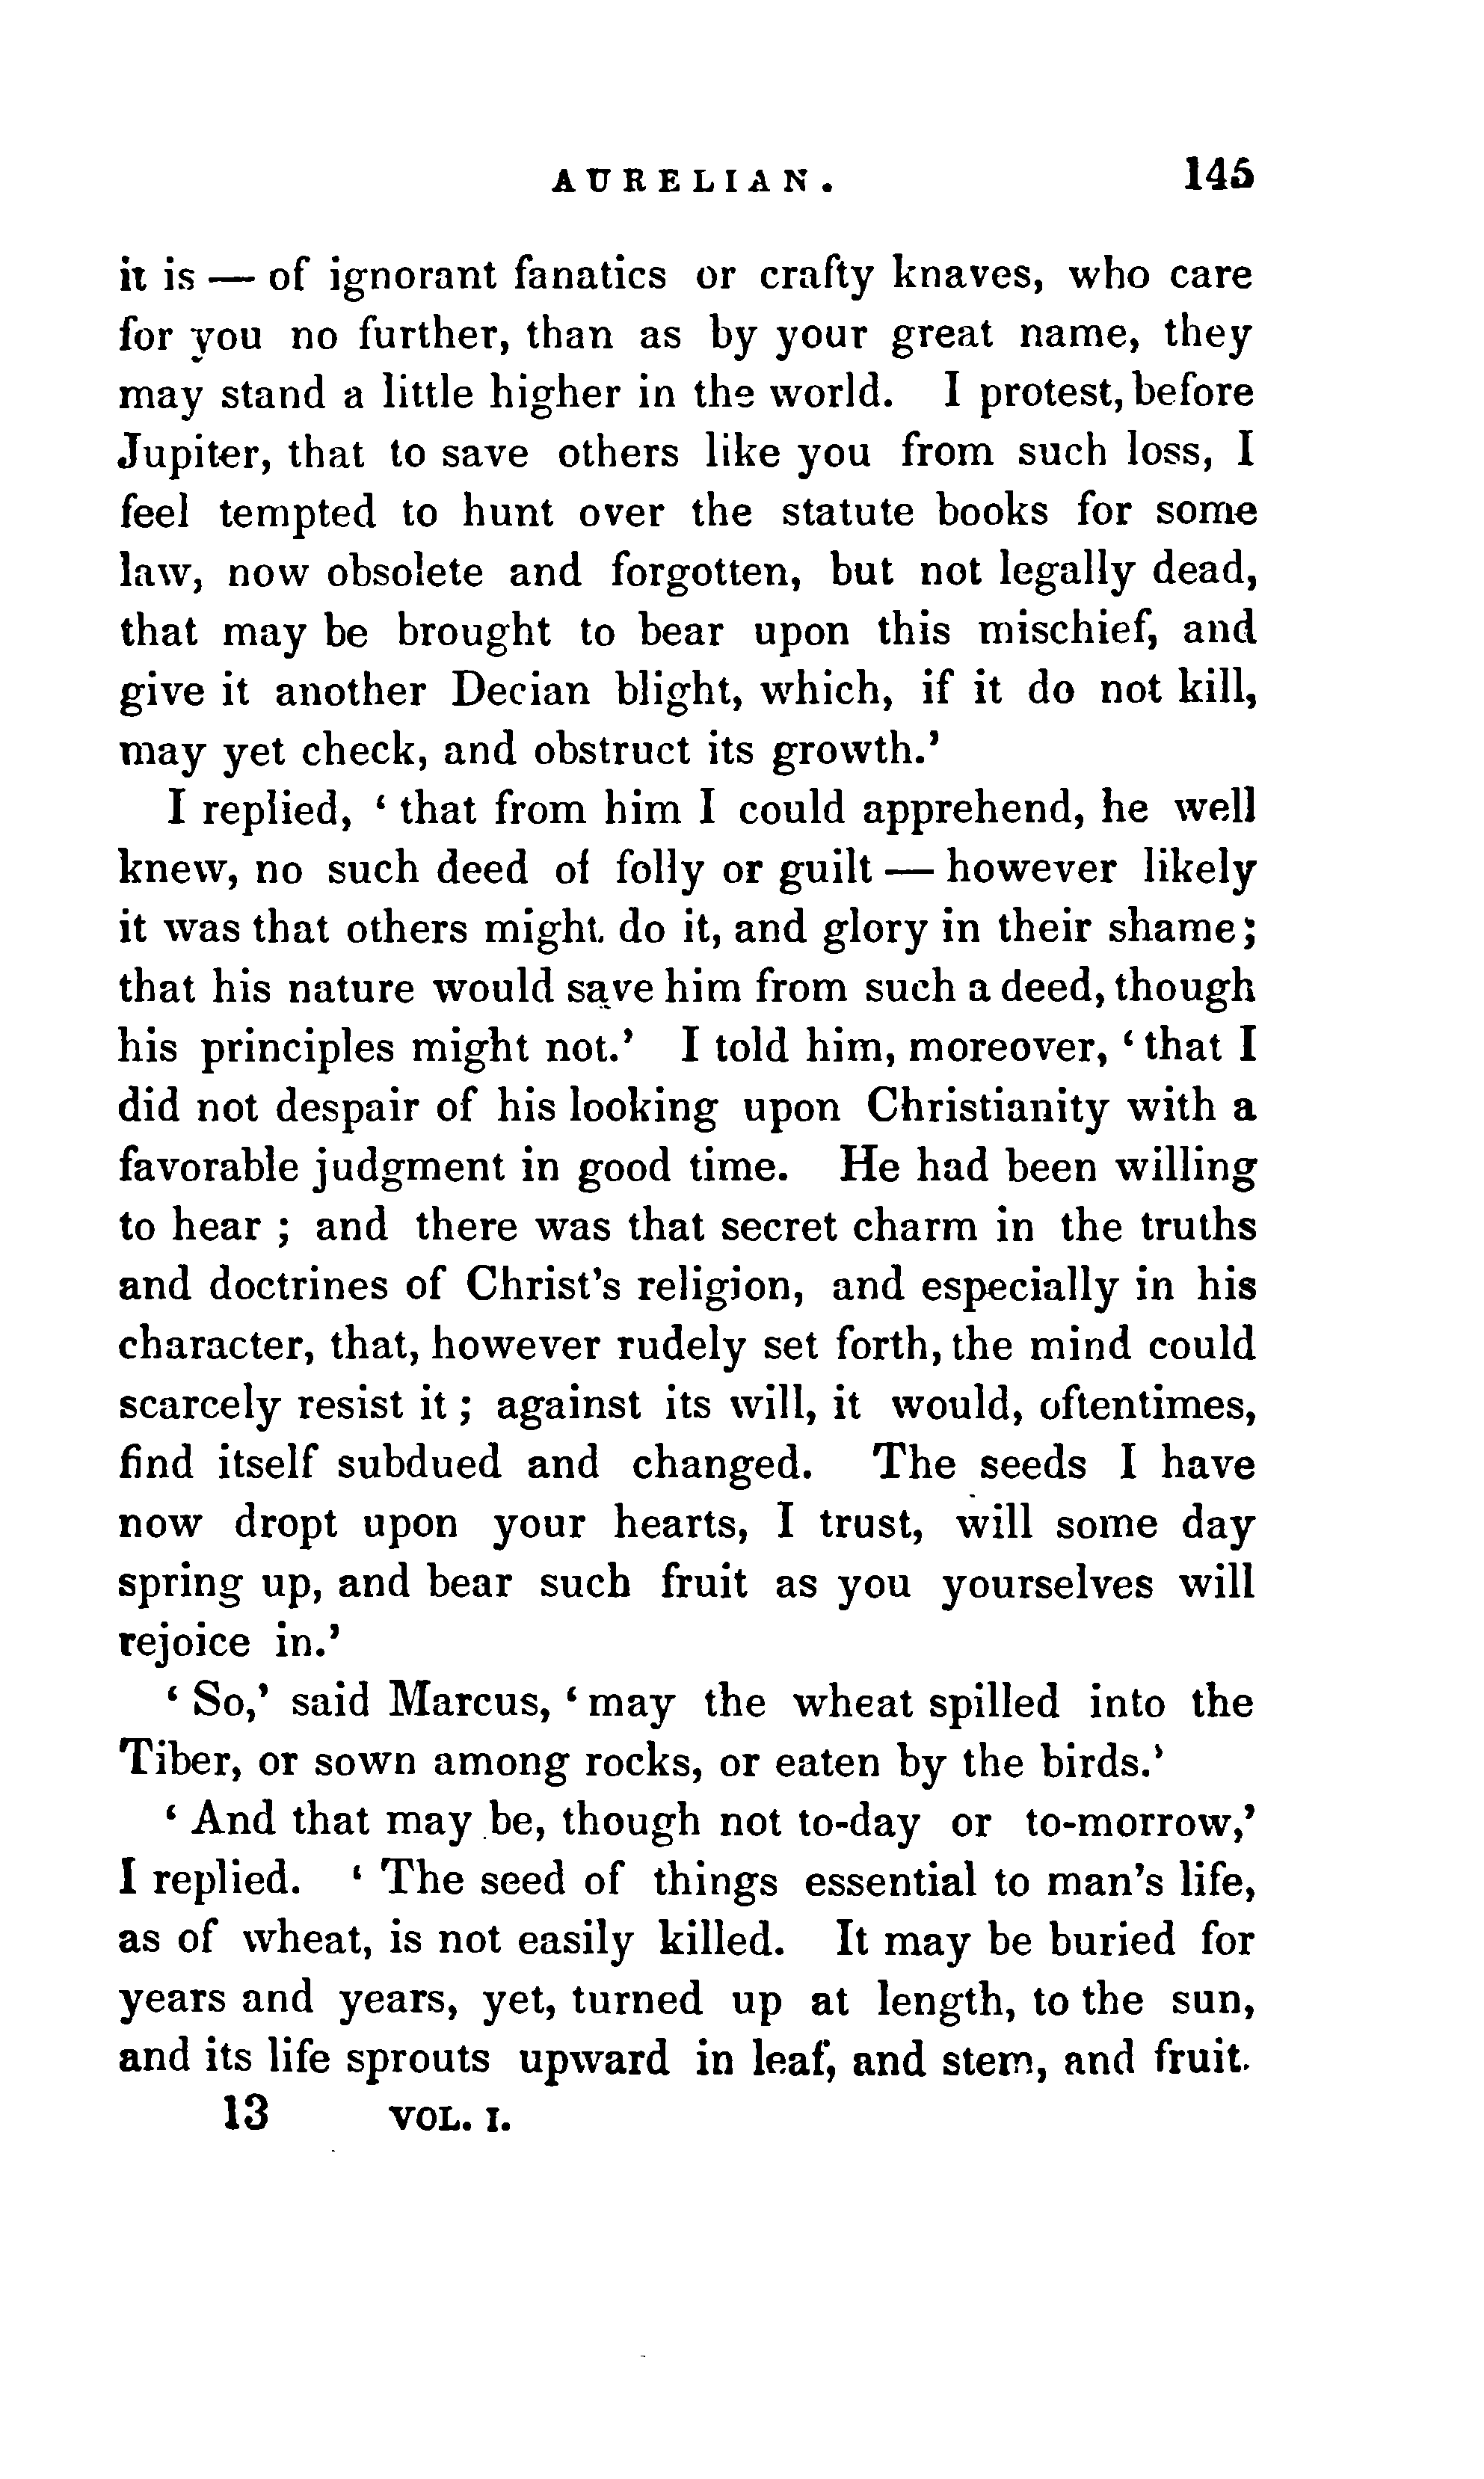 AURELIAN. 145
it is — of ignorant fanatics or crafty knaves, who care
for you no further, than as by your great name, they
may stand a little higher in the world. I protest, before
Jupiter, that to save others like you from such loss, I
feel tempted to hunt over the statute books for some
law, now obsolete and forgotten, but not legally dead,
that may be brought to bear upon this mischief, and
give it another Decian blight, which, if it do not kill,
may yet check, and obstruct its growth.’
I replied, ‘ that from him I could apprehend, he well
knew, no such deed of folly or guilt — however likely
it was that others might do it, and glory in their shame;
that his nature would save him from such a deed, though
his principles might not.’ I told him, moreover, ‘ that I
did not despair of his looking upon Christianity with a
favorable judgment in good time. He had been willing
to hear ; and there was that secret charm in the truths
and doctrines of Christ’s religion, and especially in his
character, that, however rudely set forth, the mind could
scarcely resist it ; against its will, it would, oftentimes,
find itself subdued and changed. The seeds I have
now dropt upon your hearts, I trust, will some day
spring up, and bear such fruit as you yourselves will
rejoice in.’
‘ So,’ said Marcus, ‘ may the wheat spilled into the
Tiber, or sown among rocks, or eaten by the birds.’
‘ And that may be, though not to-day or to-morrow,’
I replied. ‘ The seed of things essential to man’s life,
as of wheat, is not easily killed. It may be buried for
years and years, yet, turned up at length, to the sun,
and its life sprouts upward in leaf, and stem, and fruit.
13 VOL. I.